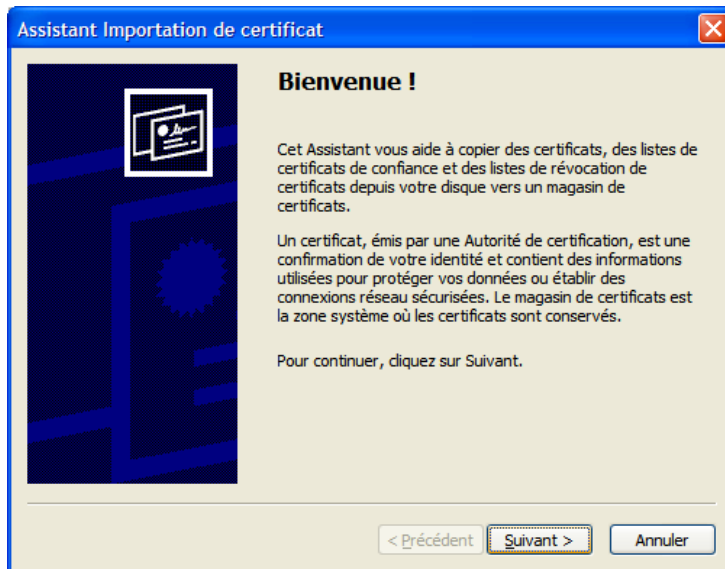 Assistant Importation de certificat
Bienvenue !
Cet Assistant vous aide à copier des certificats, des listes de
certificats de confiance et des listes de révocation de
certificats depuis votre disque vers un magasin de
certificats.
Un certificat, émis par une Autorité de certification, est une
confirmation de votre identité et contient des informations
utilisées pour protéger vos données ou établir des
connexions réseau sécurisées. Le magasin de certificats est
la zone système où les certificats sont conservés.
Pour continuer, cliquez sur Suivant.
< Précédent Suivant > Annuler